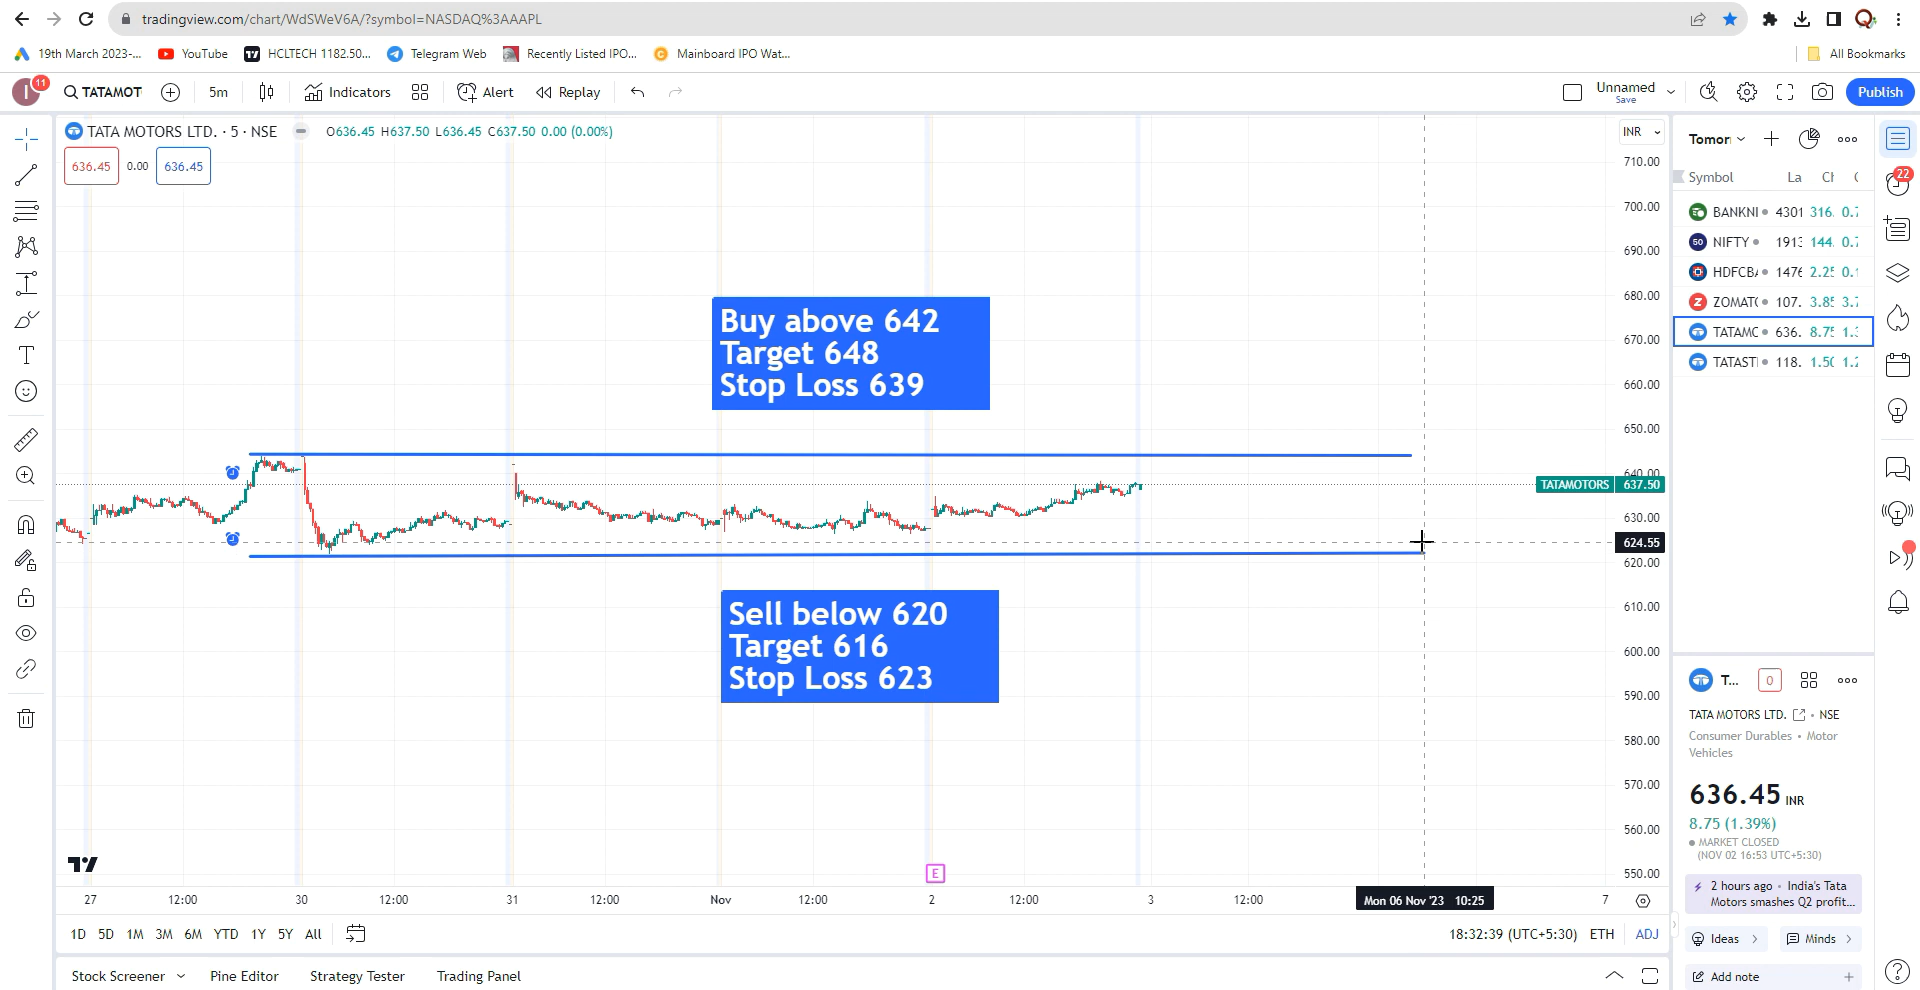 tradingview.com/chart/WdSWeV6A/?symbol=NASDAQ%3AAAPL
19th March 2023-...
YouTube
HCLTECH 1182.50...
Telegram Web
Recently Listed IPO...
Mainboard IPO Wat...
All Bookmarks
11
TATAMOT
5m
Indicators
Alert
Replay
Unnamed
Save
Publish
TATA MOTORS LTD. · 5 · NSE
O636.45 H637.50 L636.45 C637.50 0.00 (0.00%)
636.45
0.00
636.45
INR
710.00
700.00
690.00
680.00
670.00
660.00
650.00
640.00
630.00
620.00
610.00
600.00
590.00
580.00
570.00
560.00
550.00
Buy above 642
Target 648
Stop Loss 639
TATAMOTORS 637.50
624.55
Sell below 620
Target 616
Stop Loss 623
E
27
12:00
30
12:00
31
12:00
Nov
12:00
2
12:00
3
12:00
Mon 06 Nov '23 10:25
7
1D 5D 1M 3M 6M YTD 1Y 5Y All
18:32:39 (UTC+5:30) ETH ADJ
Stock Screener
Pine Editor
Strategy Tester
Trading Panel
Tomor
22
Symbol La Cl
BANKNI 4301 316. 0.7
50 NIFTY 1913 144. 0.7
HDFCBA 1476 2.25 0.1
ZOMAT 107. 3.85 3.7
TATAMC 636. 8.75 1.3
TATASTI 118. 1.50 1.2
T...
0
TATA MOTORS LTD. · NSE
Consumer Durables • Motor
Vehicles
636.45 INR
8.75 (1.39%)
MARKET CLOSED
(NOV 02 16:53 UTC+5:30)
2 hours ago · India's Tata
Motors smashes Q2 profit...
Ideas
Minds
Add note